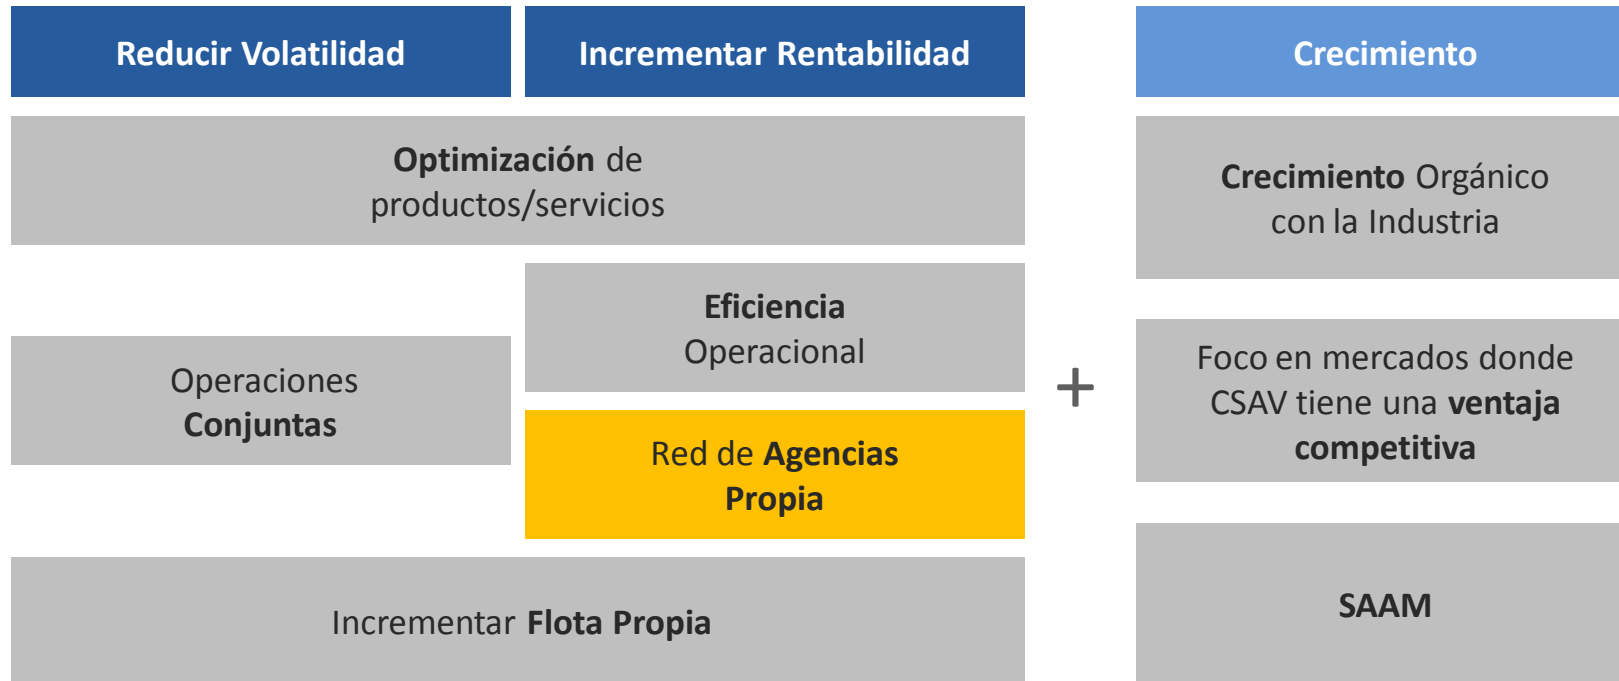 Reducir Volatilidad
Incrementar Rentabilidad
Crecimiento
Optimización de
productos/servicios
Crecimiento Orgánico
con la Industria
Eficiencia
Operacional
Operaciones
Conjuntas
+
Foco en mercados donde
CSAV tiene una ventaja
competitiva
Red de Agencias
Propia
Incrementar Flota Propia
SAAM